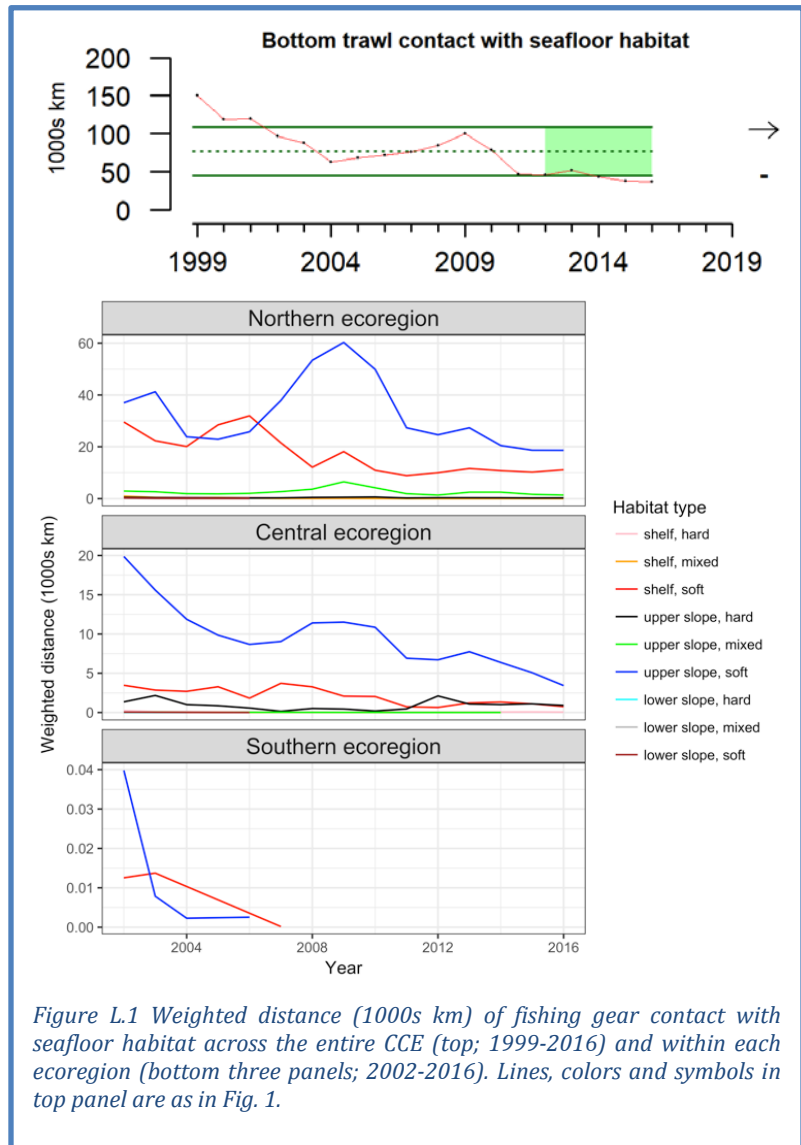 Bottom trawl contact with seafloor habitat
1000s km
200
150
100
50
0
→
-
1999 2004 2009 2014 2019
Northern ecoregion
60
40
20
0
Central ecoregion
20
15
10
5
0
Southern ecoregion
0.04
0.03
0.02
0.01
0.00
2004 2008 2012 2016
Year
Weighted distance (1000s km)
Habitat type
shelf, hard
shelf, mixed
shelf, soft
upper slope, hard
upper slope, mixed
upper slope, soft
lower slope, hard
lower slope, mixed
lower slope, soft
Figure L.1 Weighted distance (1000s km) of fishing gear contact with
seafloor habitat across the entire CCE (top; 1999-2016) and within each
ecoregion (bottom three panels; 2002-2016). Lines, colors and symbols in
top panel are as in Fig. 1.